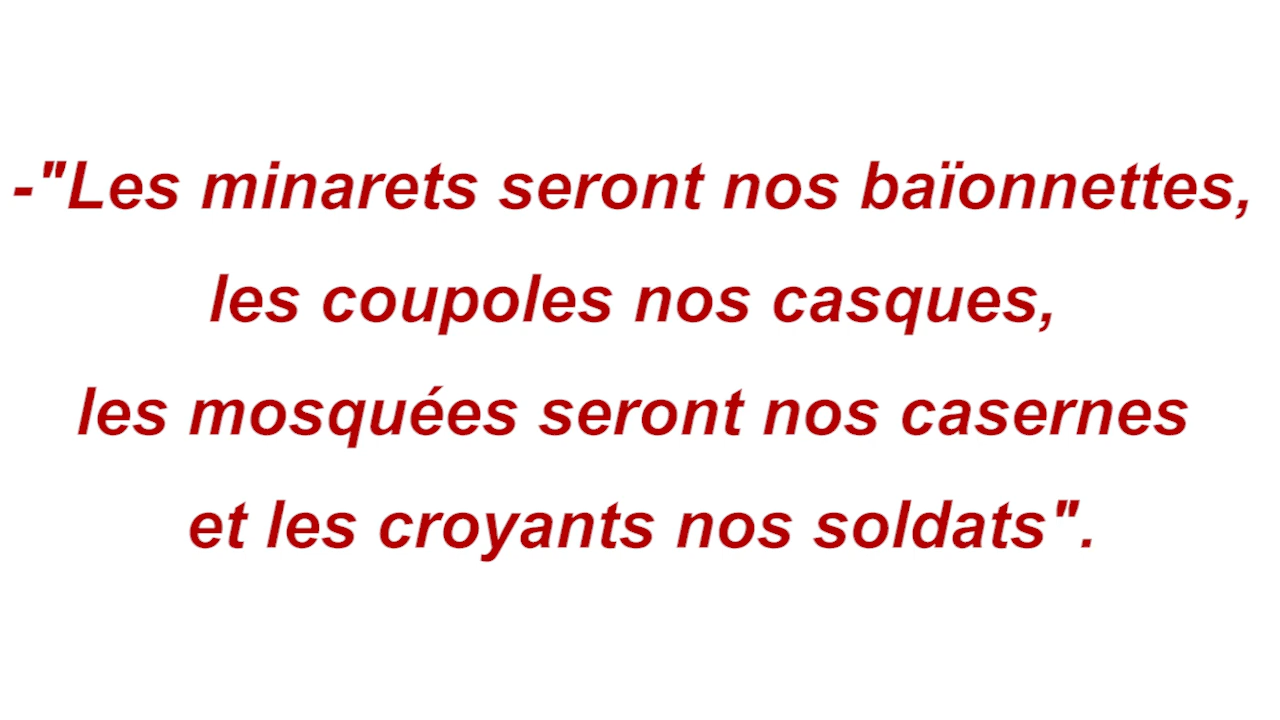 -"Les minarets seront nos baïonnettes,
les coupoles nos casques,
les mosquées seront nos casernes
et les croyants nos soldats".